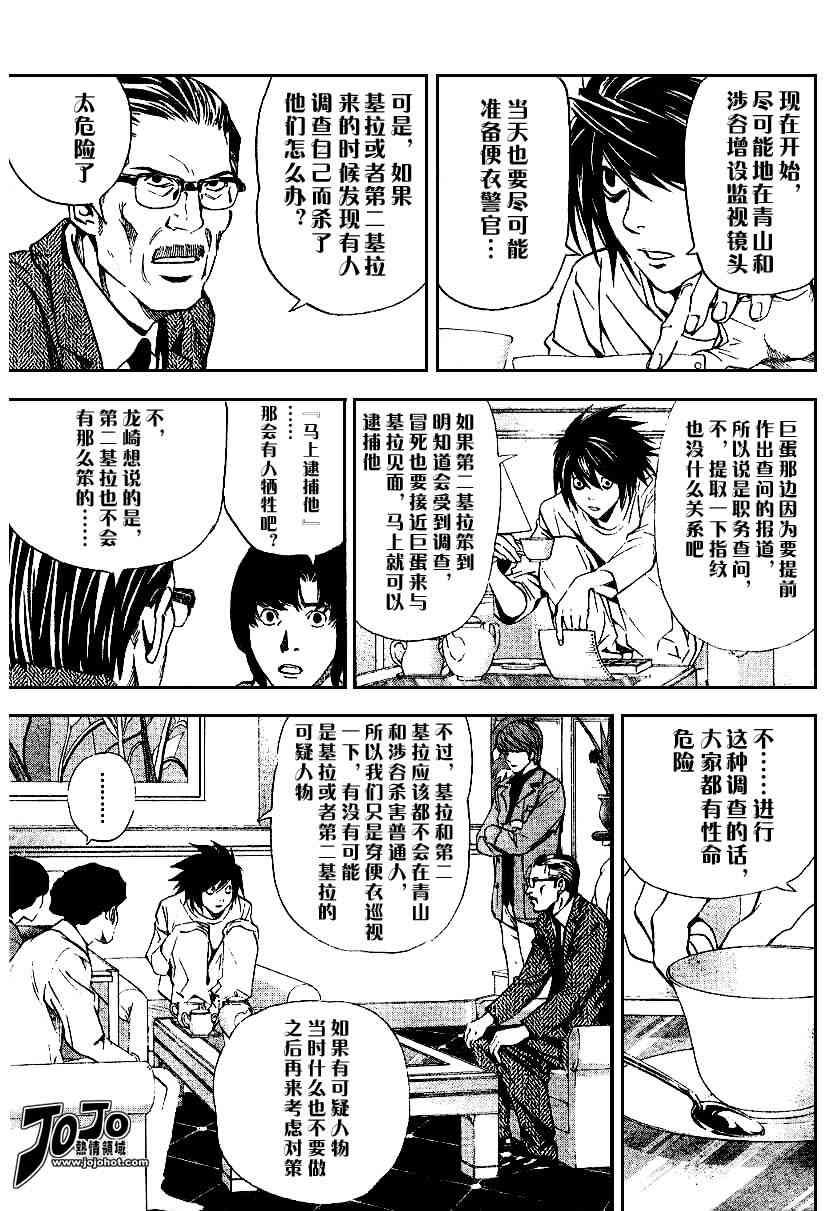 现在开始，
尽可能地在青山和
涉谷增设监视镜头
当天也要尽可能
准备便衣警官…
可是，如果
基拉或者第二基拉
来的时候发现有人
调查自己而杀了
他们怎么办？
太危险了
巨蛋那边因为要提前
作出查问的报道，
所以说是职务查问，
不，提取一下指纹
也没什么关系吧
如果第二基拉笨到
明知道会受到调查，
冒死也要接近巨蛋来与
基拉见面，马上就可以
逮捕他
『马上逮捕他』
……
那会有人牺牲吧？
不，
龙崎想说的是，
第二基拉也不会
有那么笨的……
不……进行
这种调查的话，
大家都有性命
危险
不过，基拉和第二
基拉应该都不会在青山
和涉谷杀害普通人，
所以我们只是穿便衣巡视
一下，有没有可能
是基拉或者第二基拉的
可疑人物
……
如果有可疑人物
当时什么也不要做
之后再来考虑对策
JOJO
熱情領域
www.jojohot.com